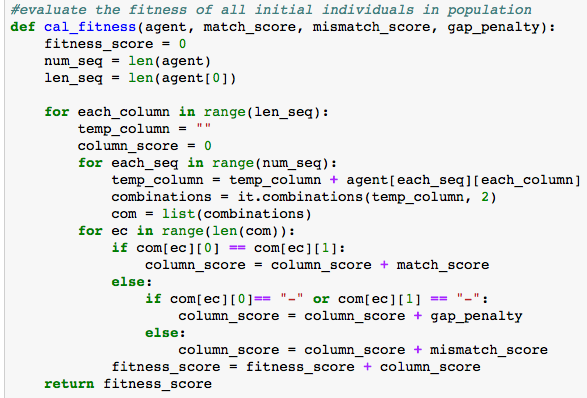 #evaluate the fitness of all initial individuals in population
def cal_fitness(agent, match_score, mismatch_score, gap_penalty):
    fitness_score = 0
    num_seq = len(agent)
    len_seq = len(agent[0])

    for each_column in range(len_seq):
        temp_column = ""
        column_score = 0
        for each_seq in range(num_seq):
            temp_column = temp_column + agent[each_seq][each_column]
            combinations = it.combinations(temp_column, 2)
            com = list(combinations)
        for ec in range(len(com)):
            if com[ec][0] == com[ec][1]:
                column_score = column_score + match_score
            else:
                if com[ec][0]== "-" or com[ec][1] == "-":
                    column_score = column_score + gap_penalty
                else:
                    column_score = column_score + mismatch_score
            fitness_score = fitness_score + column_score
    return fitness_score